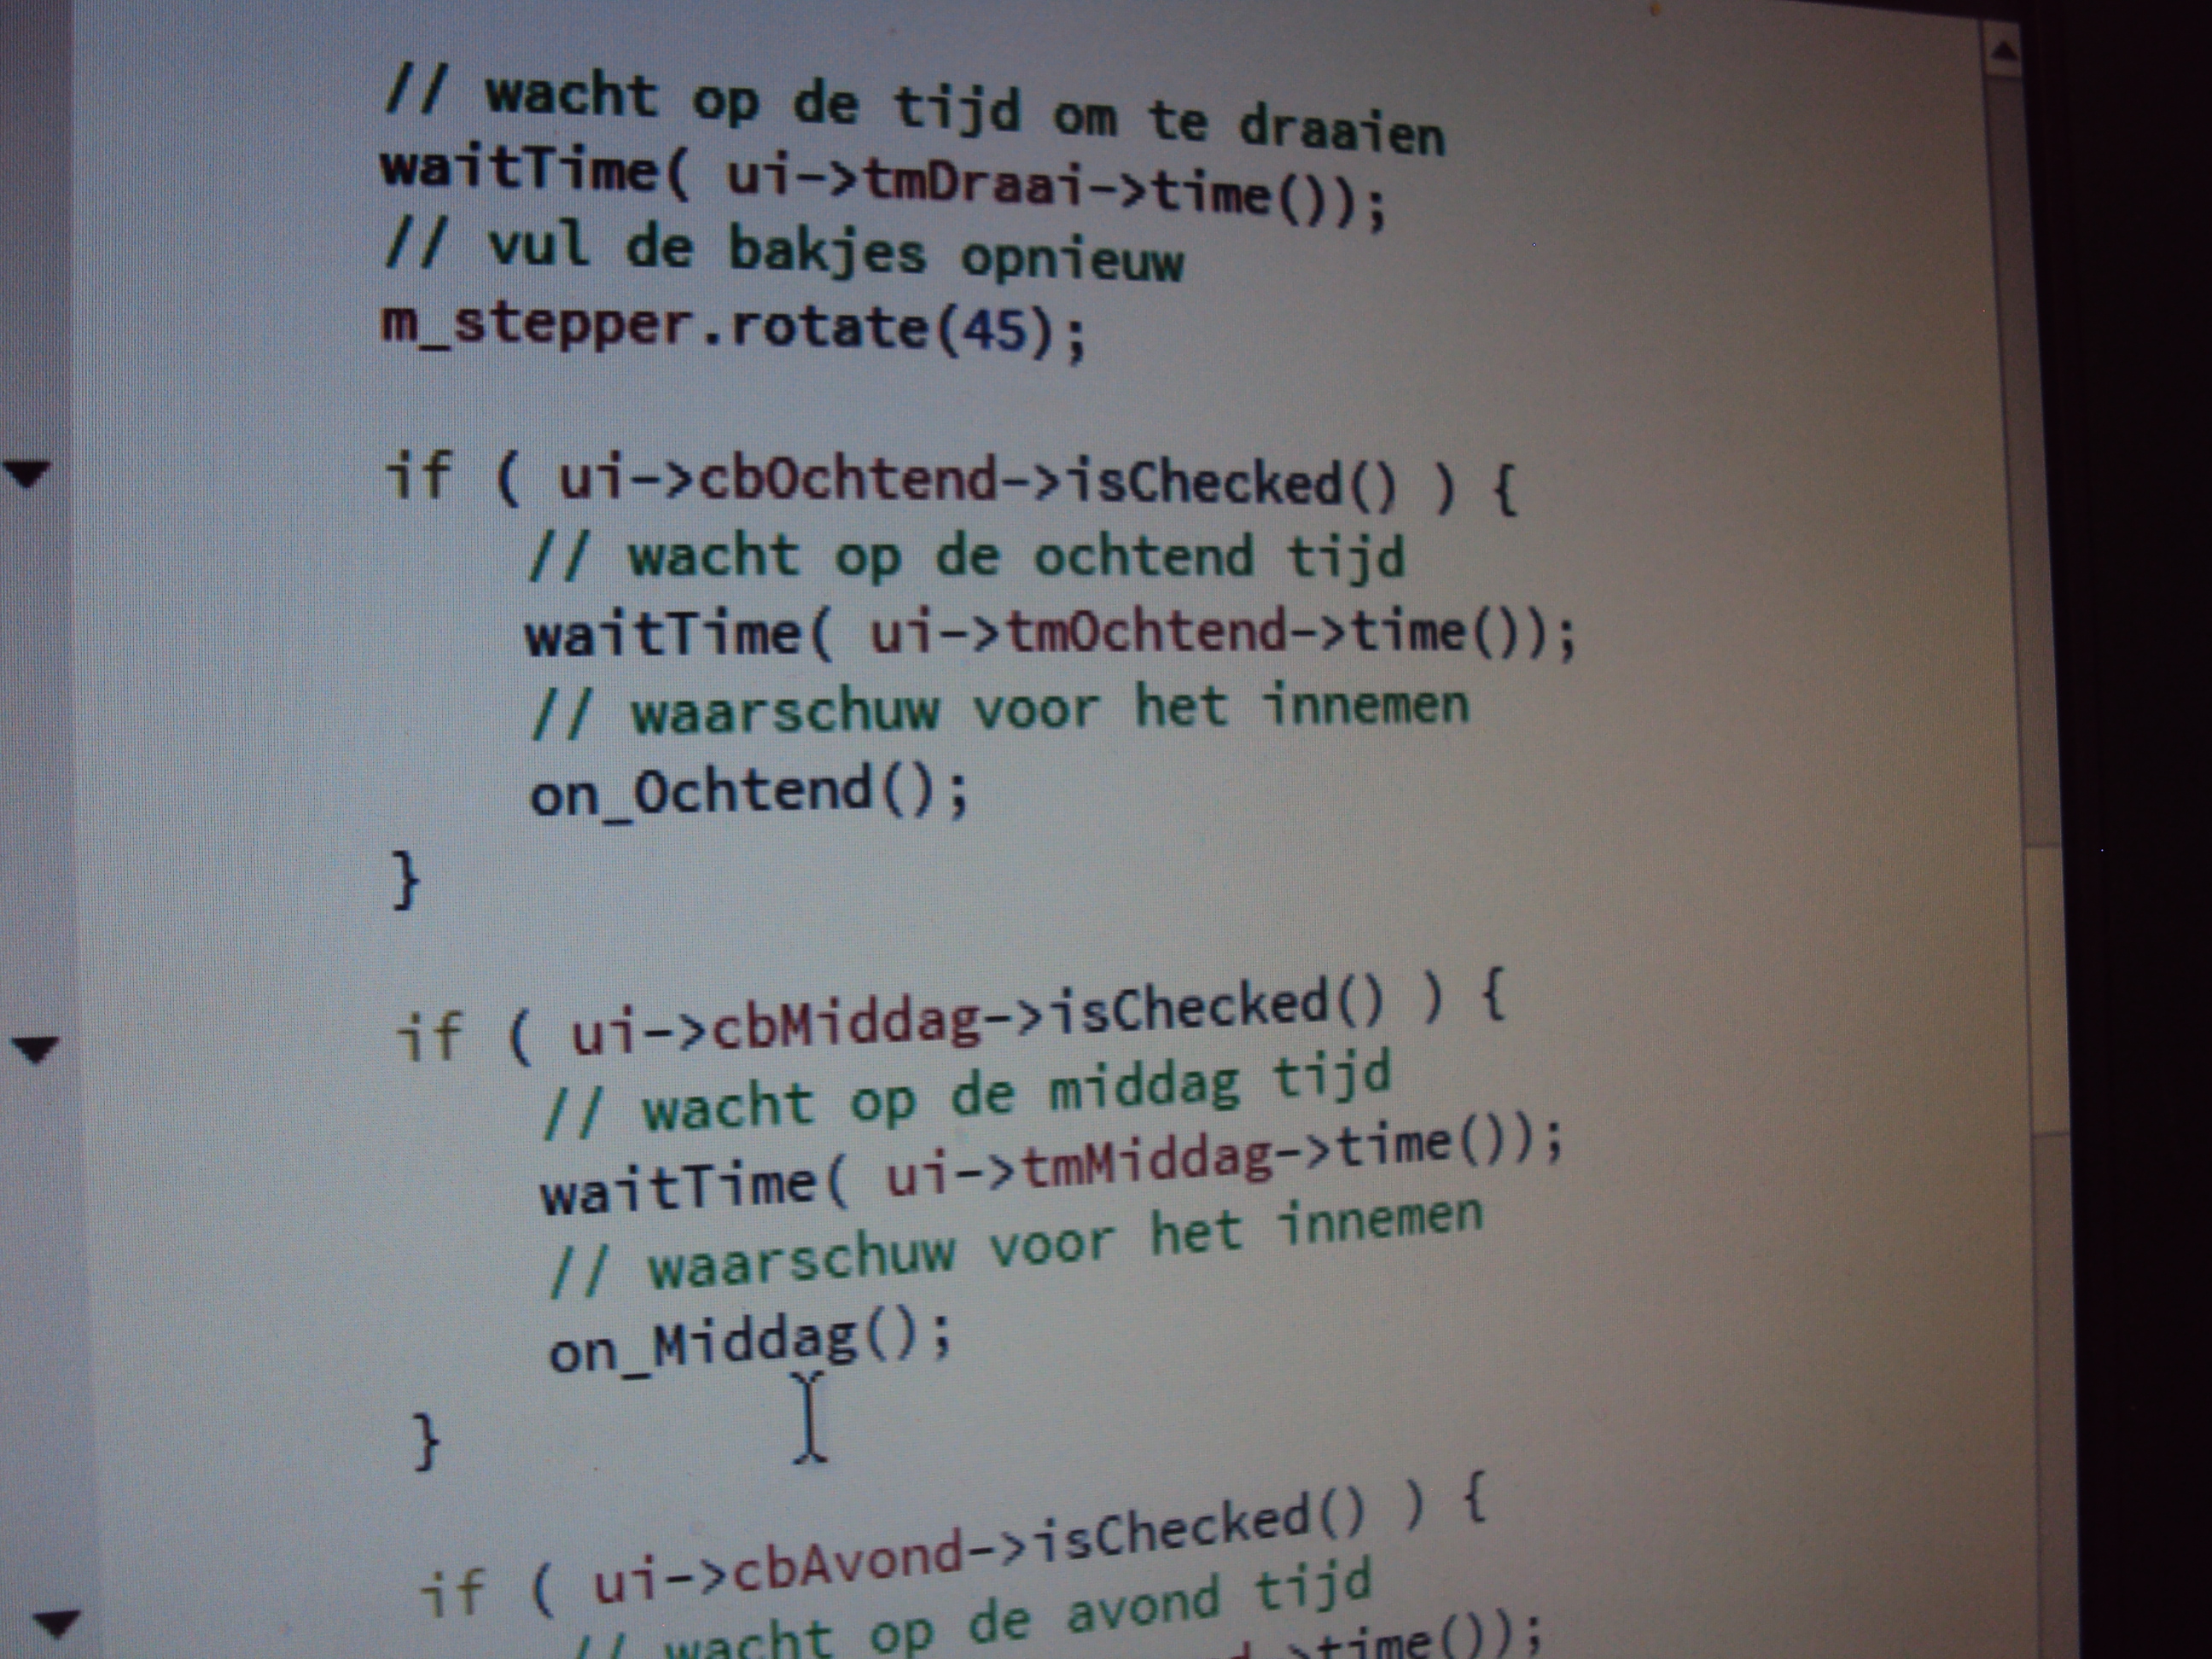 // wacht op de tijd om te draaien
waitTime( ui->tmDraai->time());
// vul de bakjes opnieuw
m_stepper.rotate(45);
if ( ui->cbOchtend->isChecked() ) {
// wacht op de ochtend tijd
waitTime( ui->tmOchtend->time());
// waarschuw voor het innemen
on_Ochtend();
}
if ( ui->cbMiddag->isChecked() ) {
// wacht op de middag tijd
waitTime( ui->tmMiddag->time());
// waarschuw voor het innemen
on_Middag();
}
if ( ui->cbAvond->isChecked() ) {
// wacht op de avond tijd
->time());